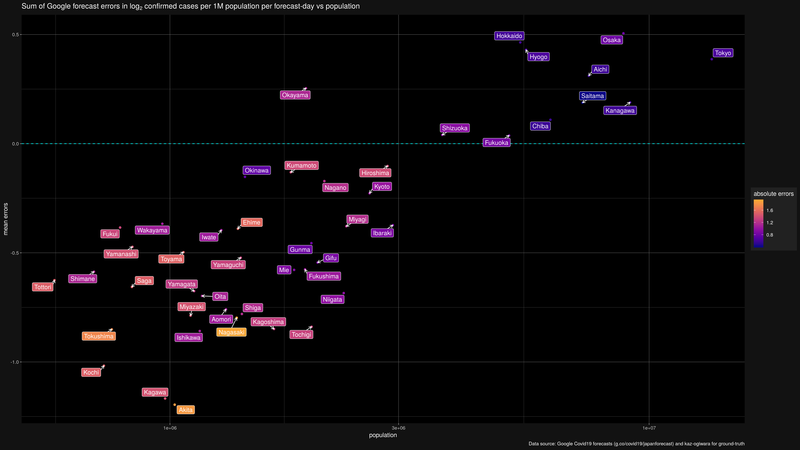 Sum of Google forecast errors in log₂ confirmed cases per 1M population per forecast-day vs population
0.5
Hokkaido
Osaka
Tokyo
Hyogo
Aichi
Okayama
Saitama
Kanagawa
Shizuoka
Chiba
0.0
Fukuoka
Okinawa
Kumamoto
Hiroshima
Nagano
Kyoto
absolute errors
1.6
1.2
0.8
mean errors
Miyagi
Ehime
Fukui
Wakayama
Iwate
Ibaraki
-0.5
Yamanashi
Toyama
Gunma
Gifu
Yamaguchi
Mie
Fukushima
Tottori
Shimane
Saga
Yamagata
Oita
Niigata
Miyazaki
Shiga
Aomori
Kagoshima
Tokushima
Ishikawa
Nagasaki
Tochigi
-1.0
Kochi
Kagawa
Akita
1e+06
3e+06
1e+07
population
Data source: Google Covid19 forecasts (g.co/covid19/japanforecast) and kaz-ogiwara for ground-truth